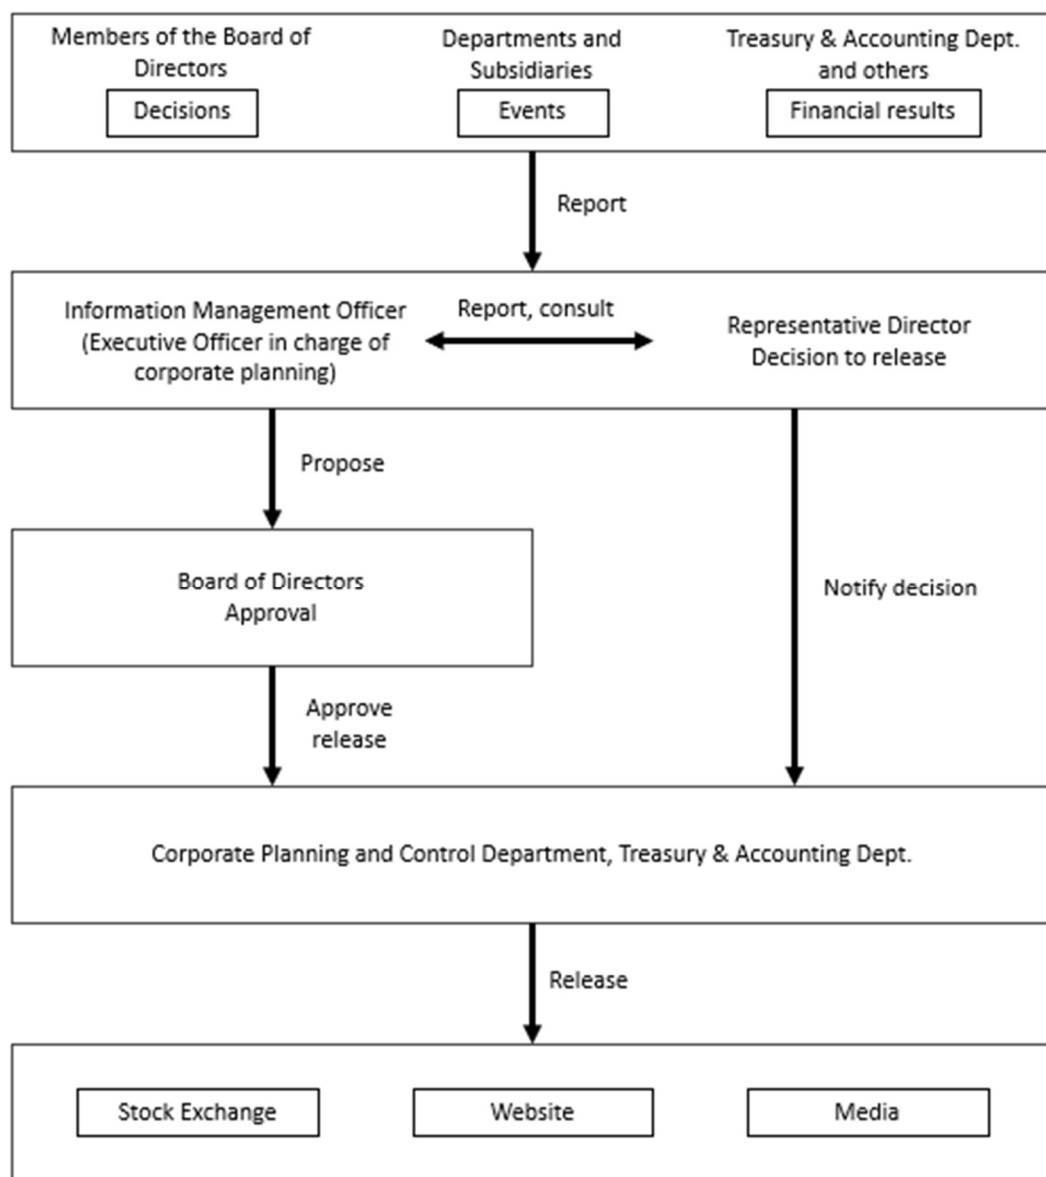 Members of the Board of
Directors
Decisions
Departments and
Subsidiaries
Events
Treasury & Accounting Dept.
and others
Financial results
Report
Information Management Officer
(Executive Officer in charge of
corporate planning)
Report, consult
Representative Director
Decision to release
Propose
Board of Directors
Approval
Notify decision
Approve
release
Corporate Planning and Control Department, Treasury & Accounting Dept.
Release
Stock Exchange
Website
Media